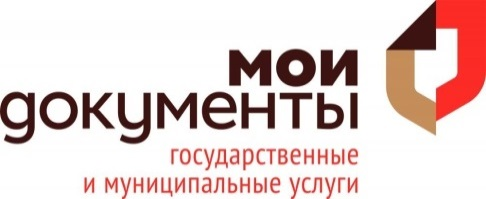 мои
документы
государственные
и муниципальные услуги